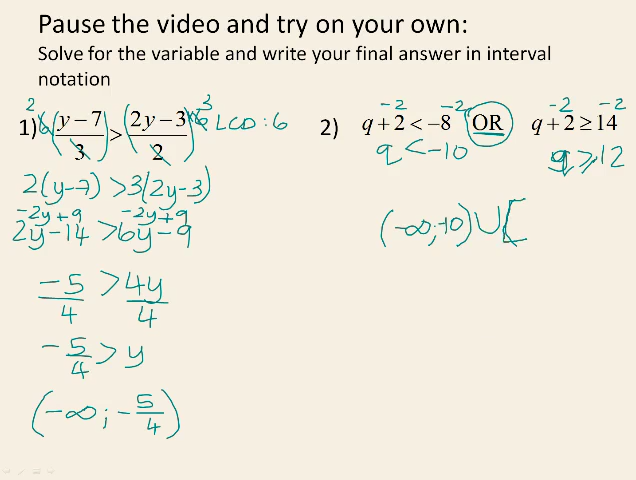 Pause the video and try on your own:
Solve for the variable and write your final answer in interval
notation
1) 6(y − 7 / 3) > (2y − 3 / 2)6 LCD : 6
2 3
2(y−7) > 3(2y−3)
−2y + 9 −2y + 9
2y − 14 > 6y − 9
−5/4 > 4y/4
−5/4 > y
(−∞ ; −5/4)
2) q + 2 < −8 OR q + 2 ≥ 14
−2 −2 −2 −2
q < −10 q ≥ 12
(−∞; −10) ∪ [